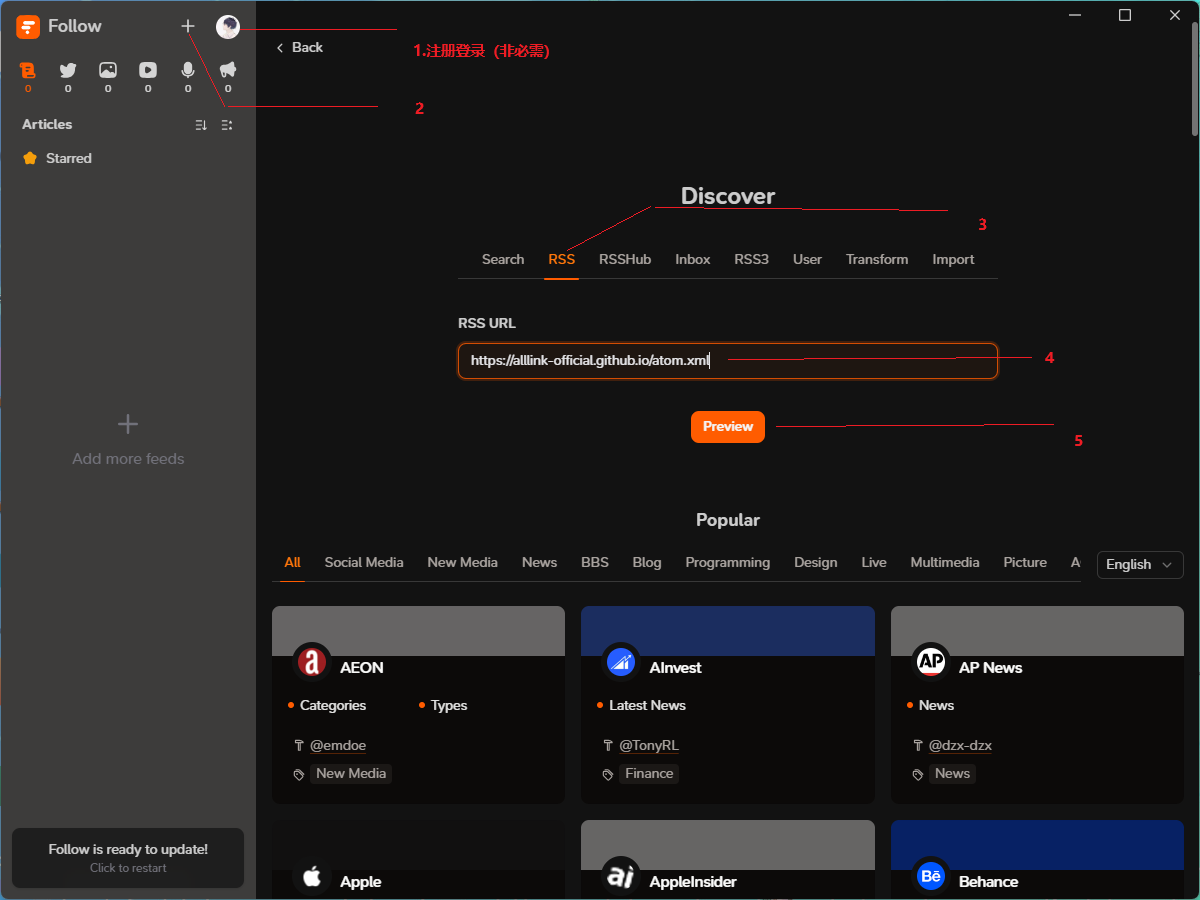 Follow
1.注册登录（非必需）
Back
0 0 0 0 0 0
2
Articles
Starred
Discover
3
Search RSS RSSHub Inbox RSS3 User Transform Import
RSS URL
https://alllink-official.github.io/atom.xml
4
Preview
5
Add more feeds
Popular
All Social Media New Media News BBS Blog Programming Design Live Multimedia Picture
English
AEON
Categories Types
@emdoe
New Media
AInvest
Latest News
@TonyRL
Finance
AP News
News
@dzx-dzx
News
Apple
AppleInsider
Behance
a
AP
ai
Bē
Follow is ready to update!
Click to restart